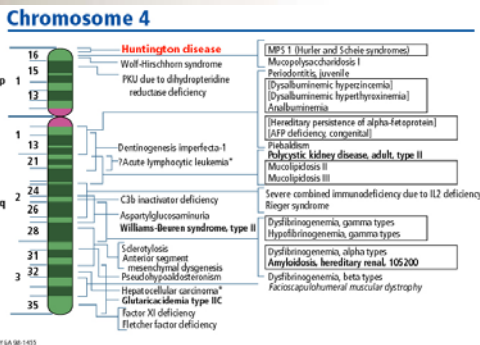 Chromosome 4
16
15
p 1
13
1
13
21
24
q 2
26
28
31
32
3
35
Huntington disease
Wolf-Hirschhorn syndrome
PKU due to dihydropteridine
reductase deficiency
Dentinogenesis imperfecta-1
?Acute lymphocytic leukemia*
C3b inactivator deficiency
Aspartylglucosaminuria
Williams-Beuren syndrome, type II
Sclerotylosis
Anterior segment
mesenchymal dysgenesis
Pseudohypoaldosteronism
Hepatocellular carcinoma*
Glutaricacidemia type IIC
Factor XI deficiency
Fletcher factor deficiency
MPS 1 (Hurler and Scheie syndromes)
Mucopolysaccharidosis I
Periodontitis, juvenile
[Dysalbuminemic hyperzincemia]
[Dysalbuminemic hyperthyroxinemia]
Analbuminemia
[Hereditary persistence of alpha-fetoprotein]
[AFP deficiency, congenital]
Piebaldism
Polycystic kidney disease, adult, type II
Mucolipidosis II
Mucolipidosis III
Severe combined immunodeficiency due to IL2 deficiency
Rieger syndrome
Dysfibrinogenemia, gamma types
Hypofibrinogenemia, gamma types
Dysfibrinogenemia, alpha types
Amyloidosis, hereditary renal, 105200
Dysfibrinogenemia, beta types
Facioscapulohumeral muscular dystrophy